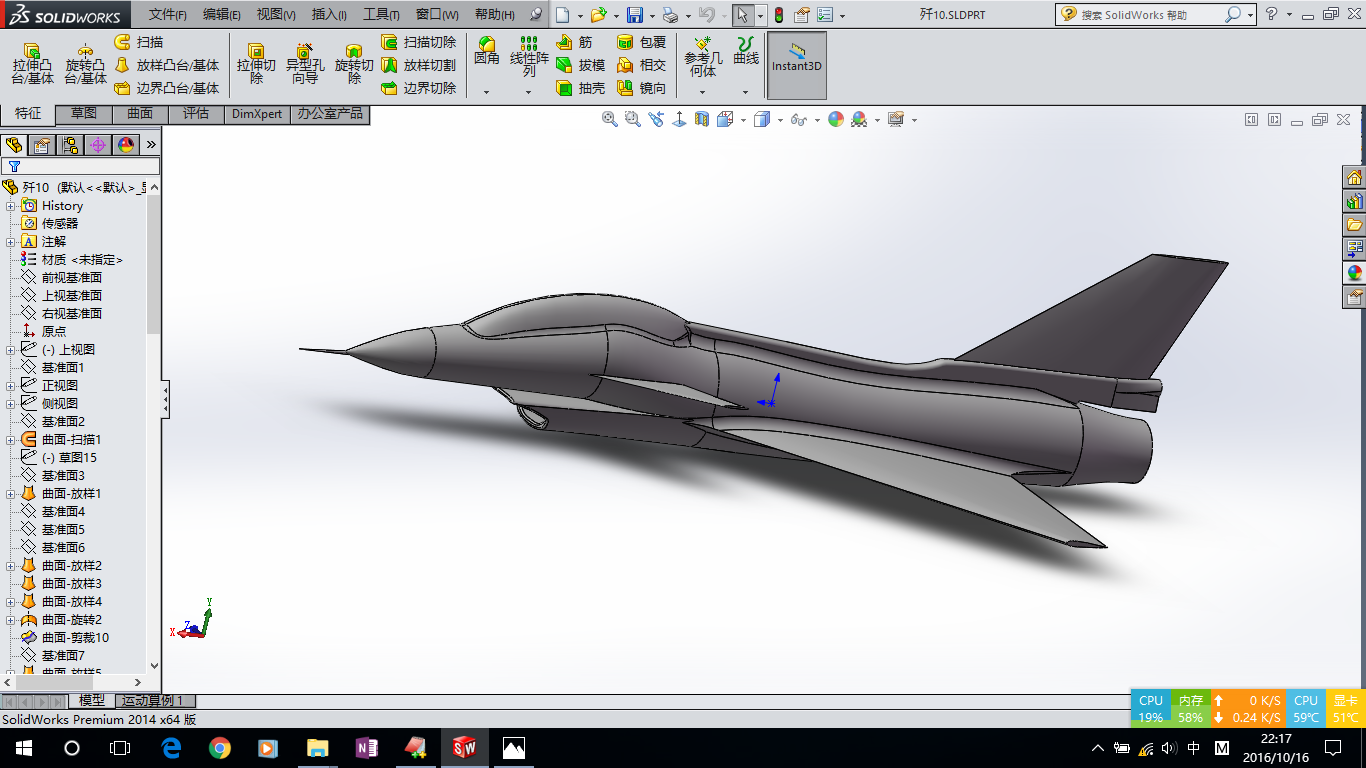 SOLIDWORKS 文件(F) 编辑(E) 视图(V) 插入(I) 工具(T) 窗口(W) 帮助(H) 歼10.SLDPRT 搜索 SolidWorks 帮助
拉伸凸台/基体
旋转凸台/基体
扫描
放样凸台/基体
边界凸台/基体
拉伸切除
异型孔向导
旋转切除
扫描切除
放样切割
边界切除
圆角
线性阵列
筋
拔模
抽壳
包覆
相交
镜向
参考几何体
曲线
Instant3D
特征 草图 曲面 评估 DimXpert 办公室产品
歼10 (默认<<默认>_显
History
传感器
注解
材质 <未指定>
前视基准面
上视基准面
右视基准面
原点
(-) 上视图
基准面1
正视图
侧视图
基准面2
曲面-扫描1
(-) 草图15
基准面3
曲面-放样1
基准面4
基准面5
基准面6
曲面-放样2
曲面-放样3
曲面-放样4
曲面-旋转2
曲面-剪裁10
基准面7
曲面-放样5
Y
Z
X
模型 运动算例 1
SolidWorks Premium 2014 x64 版
CPU 内存 0 K/S CPU 显卡
19% 58% 0.24 K/S 59℃ 51℃
中 M 22:17
2016/10/16